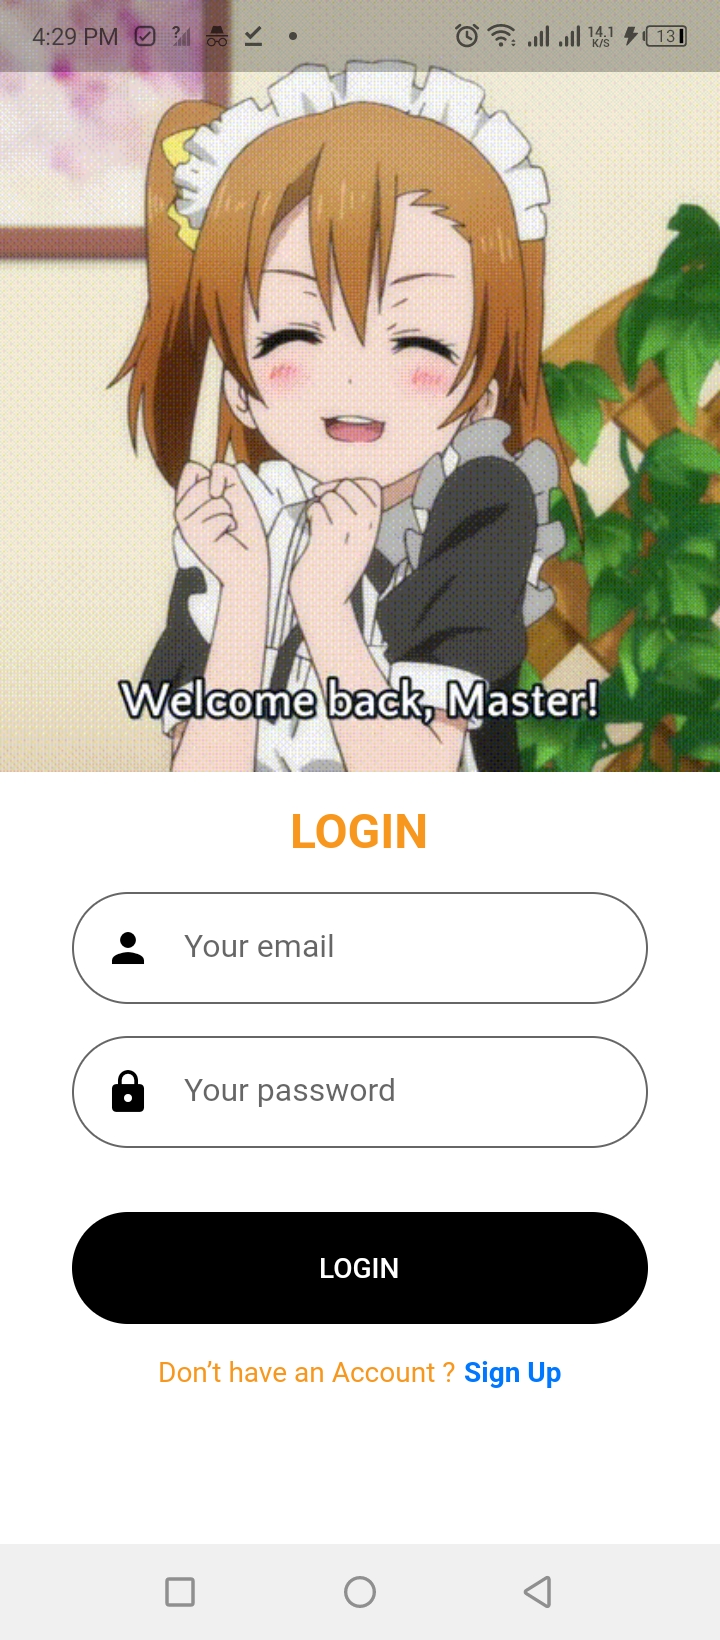 4:29 PM ? 14.1 K/S 13
Welcome back, Master!
LOGIN
Your email
Your password
LOGIN
Don’t have an Account ? Sign Up